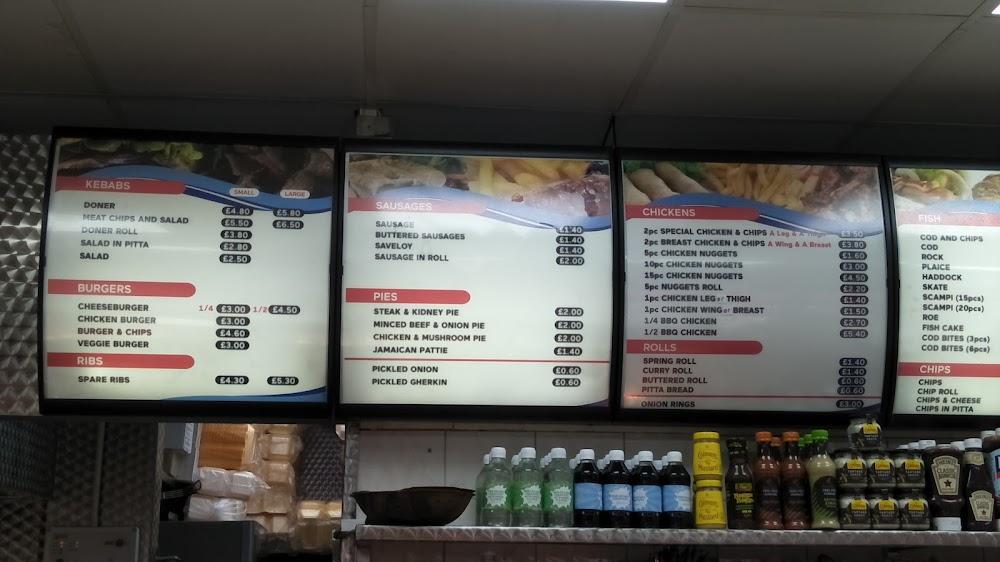 KEBABS
SMALL LARGE
DONER £4.80 £5.80
MEAT CHIPS AND SALAD £5.50 £6.50
DONER ROLL £3.80
SALAD IN PITTA £2.80
SALAD £2.50
BURGERS
CHEESEBURGER 1/4 £3.00 1/2 £4.50
CHICKEN BURGER £3.00
BURGER & CHIPS £4.60
VEGGIE BURGER £3.00
RIBS
SPARE RIBS £4.30 £5.30
SAUSAGES
SAUSAGE £1.40
BUTTERED SAUSAGES £1.40
SAVELOY £1.40
SAUSAGE IN ROLL £2.00
PIES
STEAK & KIDNEY PIE £2.00
MINCED BEEF & ONION PIE £2.00
CHICKEN & MUSHROOM PIE £2.00
JAMAICAN PATTIE £1.40
PICKLED ONION £0.60
PICKLED GHERKIN £0.60
CHICKENS
2pc SPECIAL CHICKEN & CHIPS A Leg & A Thigh £3.50
2pc BREAST CHICKEN & CHIPS A Wing & A Breast £3.80
5pc CHICKEN NUGGETS £1.60
10pc CHICKEN NUGGETS £3.00
15pc CHICKEN NUGGETS £4.50
5pc NUGGETS ROLL £2.20
1pc CHICKEN LEG or THIGH £1.40
1pc CHICKEN WING or BREAST £1.50
1/4 BBQ CHICKEN £2.70
1/2 BBQ CHICKEN £5.40
ROLLS
SPRING ROLL £1.40
CURRY ROLL £1.40
BUTTERED ROLL £0.60
PITTA BREAD £0.60
ONION RINGS £3.00
FISH
COD AND CHIPS
COD
ROCK
PLAICE
HADDOCK
SKATE
SCAMPI (15pcs)
SCAMPI (20pcs)
ROE
FISH CAKE
COD BITES (3pcs)
COD BITES (6pcs)
CHIPS
CHIPS
CHIP ROLL
CHIPS & CHEESE
CHIPS IN PITTA
Mustard
HEINZ
HEINZ